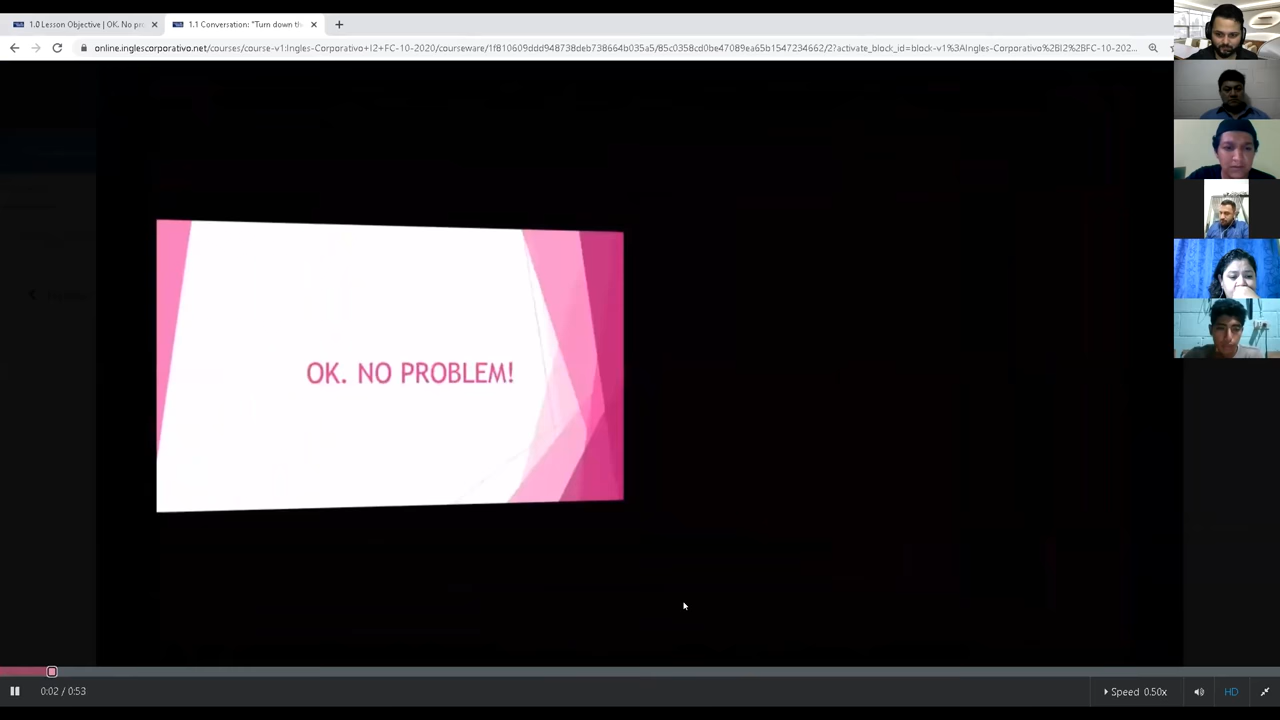 1.0 Lesson Objective | OK. No pro
1.1 Conversation: "Turn down th
online.inglescorporativo.net/courses/course-v1:Ingles-Corporativo+I2+FC-10-2020/courseware/1f810609ddd948738deb738664b035a5/85c0358cd0be47089ea65b1547234662/2?activate_block_id=block-v1%3AIngles-Corporativo%2BI2%2BFC-10-202...
OK. NO PROBLEM!
0:02 / 0:53
Speed 0.50x
HD